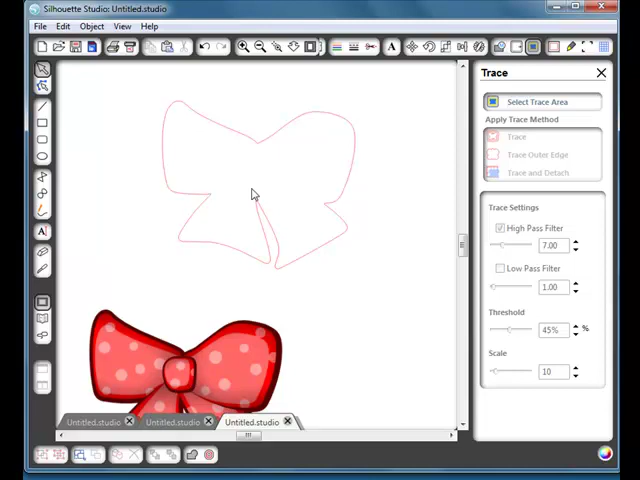 Silhouette Studio: Untitled.studio
File Edit Object Panels Window Help
A
Trace
Select Trace Area
Apply Trace Method
Trace
Trace Outer Edge
Trace and Detach
Trace Settings
High Pass Filter
7.00
Low Pass Filter
1.00
Threshold
45% %
Scale
10
A
Untitled.studio Untitled.studio Untitled.studio